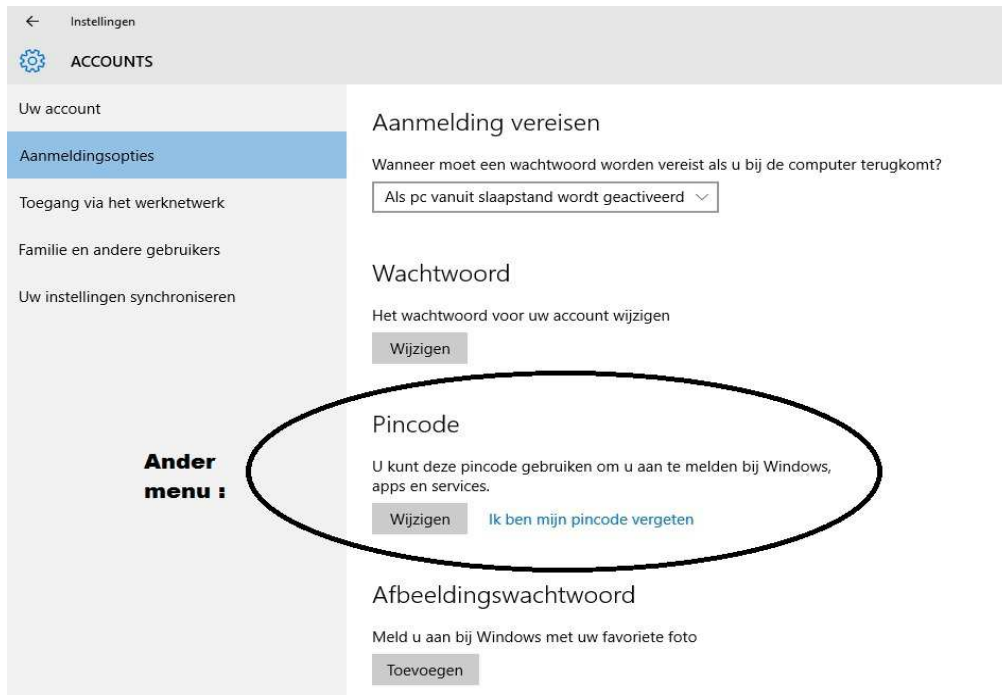 Instellingen
ACCOUNTS
Uw account
Aanmeldingsopties
Toegang via het werknetwerk
Familie en andere gebruikers
Uw instellingen synchroniseren
Aanmelding vereisen
Wanneer moet een wachtwoord worden vereist als u bij de computer terugkomt?
Als pc vanuit slaapstand wordt geactiveerd
Wachtwoord
Het wachtwoord voor uw account wijzigen
Wijzigen
Ander
menu :
Pincode
U kunt deze pincode gebruiken om u aan te melden bij Windows,
apps en services.
Wijzigen Ik ben mijn pincode vergeten
Afbeeldingswachtwoord
Meld u aan bij Windows met uw favoriete foto
Toevoegen